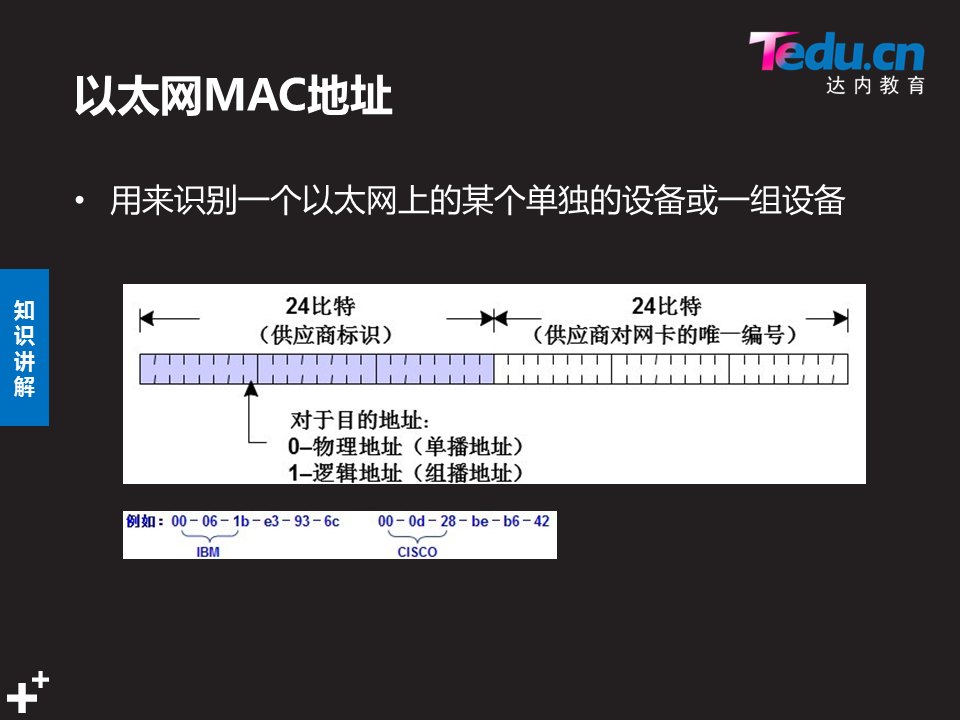 Tedu.cn
达内教育
以太网MAC地址
• 用来识别一个以太网上的某个单独的设备或一组设备
知识讲解
24比特 24比特
（供应商标识） （供应商对网卡的唯一编号）
对于目的地址：
0–物理地址（单播地址）
1–逻辑地址（组播地址）
例如：00－06－1b－e3－93－6c 00－0d－28－be－b6－42
IBM CISCO